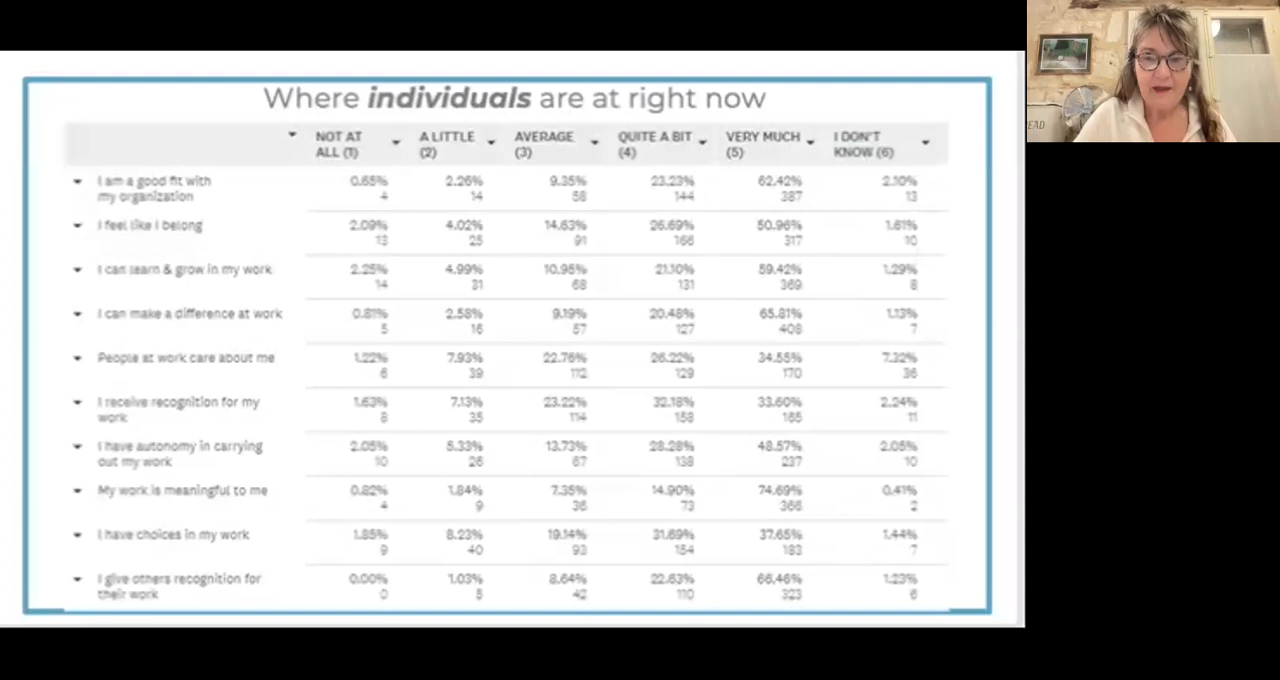 Where individuals are at right now
NOT AT ALL (1) A LITTLE (2) AVERAGE (3) QUITE A BIT (4) VERY MUCH (5) I DON'T KNOW (6)
I am a good fit with my organization 0.65% 2.26% 9.35% 23.23% 62.42% 2.10%
4 14 58 144 387 13
I feel like I belong 2.09% 4.02% 14.63% 26.69% 50.96% 1.61%
13 25 91 166 317 10
I can learn & grow in my work 2.25% 4.99% 10.95% 21.10% 59.42% 1.29%
14 31 68 131 369 8
I can make a difference at work 0.81% 2.58% 9.19% 20.48% 65.81% 1.13%
5 16 57 127 408 7
People at work care about me 1.22% 7.93% 22.76% 26.22% 34.55% 7.32%
6 39 112 129 170 36
I receive recognition for my work 1.63% 7.13% 23.22% 32.18% 33.60% 2.24%
8 35 114 158 165 11
I have autonomy in carrying out my work 2.05% 5.33% 13.73% 28.28% 48.57% 2.05%
10 26 67 138 237 10
My work is meaningful to me 0.82% 1.84% 7.35% 14.90% 74.69% 0.41%
4 9 36 73 366 2
I have choices in my work 1.85% 8.23% 19.14% 31.69% 37.65% 1.44%
9 40 93 154 183 7
I give others recognition for their work 0.00% 1.03% 8.64% 22.63% 66.46% 1.23%
0 5 42 110 323 6